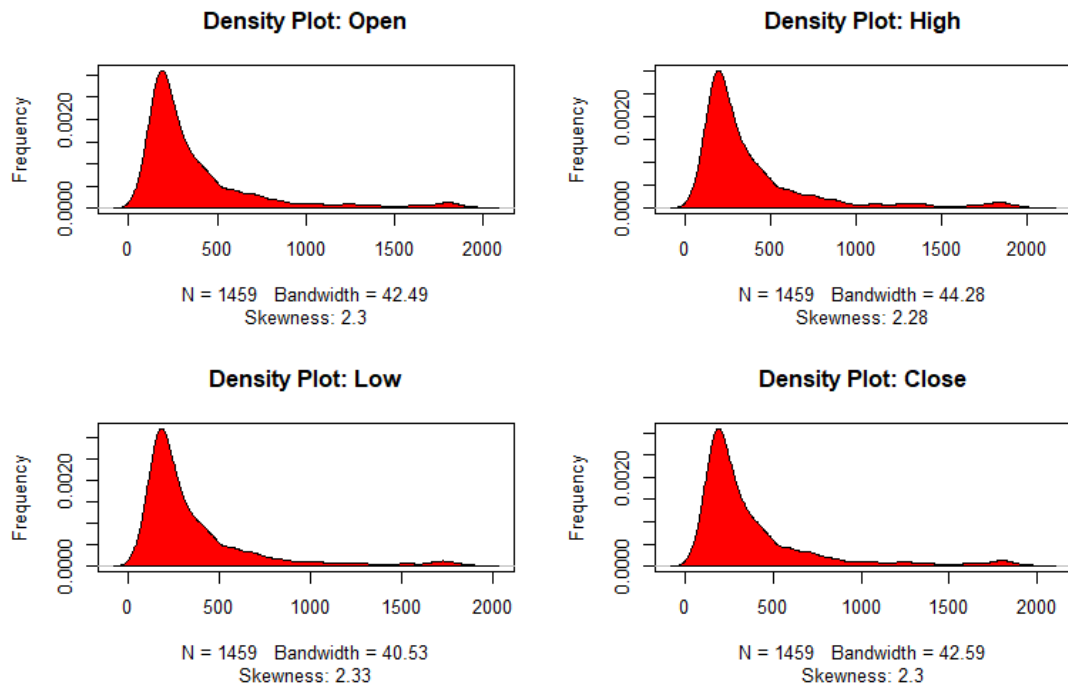 Density Plot: Open
Frequency
0.0000
0.0020
0
500
1000
1500
2000
N = 1459 Bandwidth = 42.49
Skewness: 2.3
Density Plot: High
Frequency
0.0000
0.0020
0
500
1000
1500
2000
N = 1459 Bandwidth = 44.28
Skewness: 2.28
Density Plot: Low
Frequency
0.0000
0.0020
0
500
1000
1500
2000
N = 1459 Bandwidth = 40.53
Skewness: 2.33
Density Plot: Close
Frequency
0.0000
0.0020
0
500
1000
1500
2000
N = 1459 Bandwidth = 42.59
Skewness: 2.3